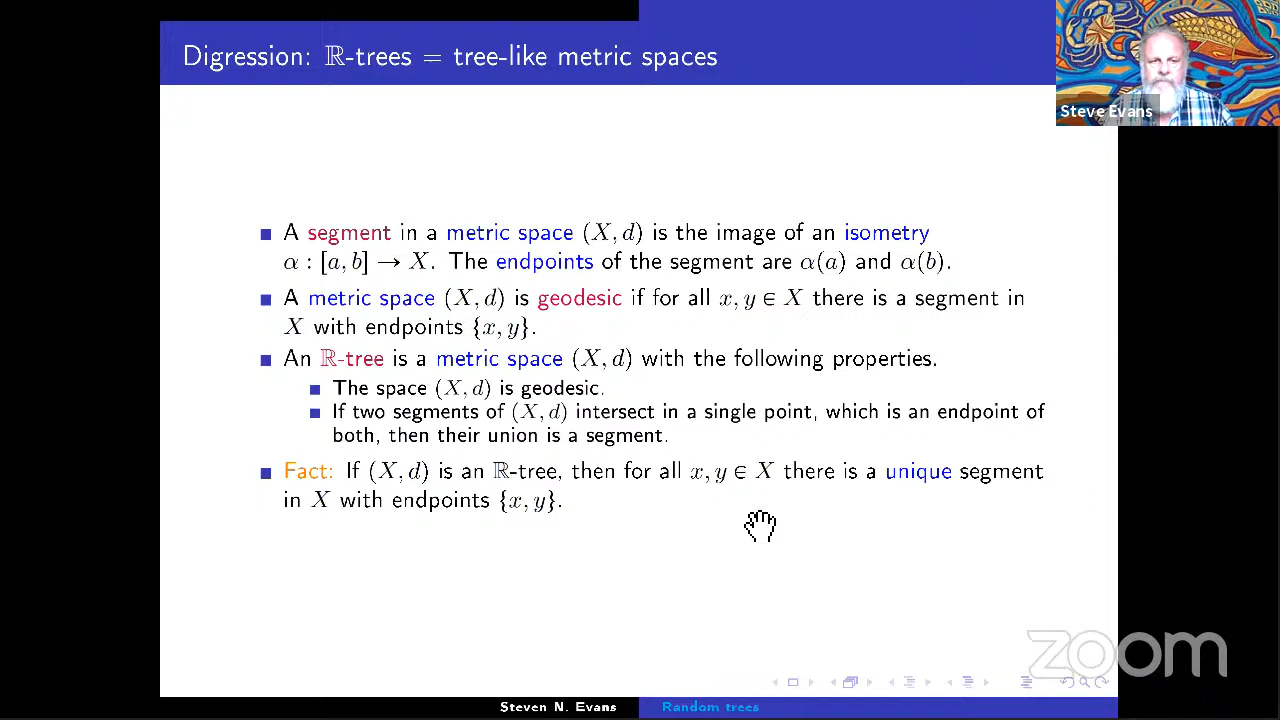 Digression: ℝ-trees = tree-like metric spaces
Steve Evans
A segment in a metric space (X, d) is the image of an isometry
α : [a, b] → X. The endpoints of the segment are α(a) and α(b).
A metric space (X, d) is geodesic if for all x, y ∈ X there is a segment in
X with endpoints {x, y}.
An ℝ-tree is a metric space (X, d) with the following properties.
The space (X, d) is geodesic.
If two segments of (X, d) intersect in a single point, which is an endpoint of
both, then their union is a segment.
Fact: If (X, d) is an ℝ-tree, then for all x, y ∈ X there is a unique segment
in X with endpoints {x, y}.
zoom
Steven N. Evans
Random trees